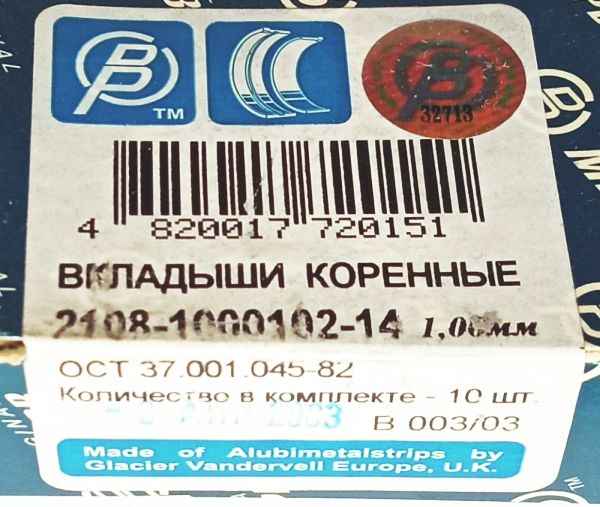 TM
32713
4 820017 720151
ВКЛАДЫШИ КОРЕННЫЕ
2108-1000102-14 1,00мм
ОСТ 37.001.045-82
Количество в комплекте - 10 шт.
2003 В 003/03
Made of Alubimetalstrips by
Glacier Vandervell Europe, U.K.